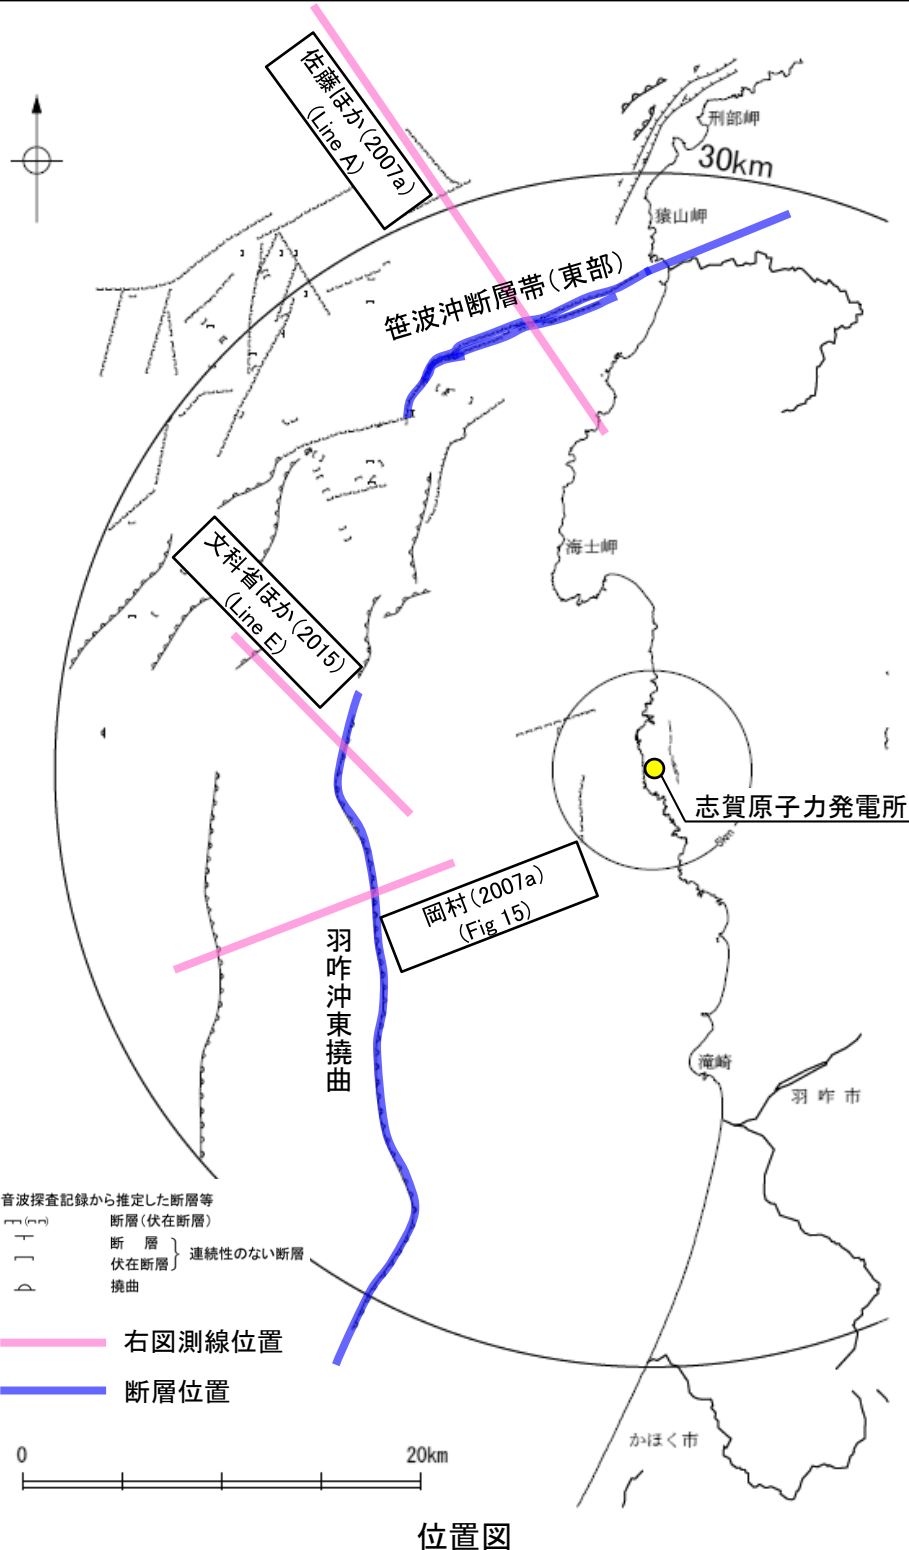 佐藤ほか(2007a)
(Line A)
刑部岬
30km
猿山岬
笹波沖断層帯(東部)
海士岬
文科省ほか(2015)
(Line E)
志賀原子力発電所
5km
岡村(2007a)
(Fig 15)
羽咋沖東撓曲
滝崎
羽咋市
音波探査記録から推定した断層等
断層(伏在断層)
断 層
伏在断層
連続性のない断層
撓曲
右図測線位置
断層位置
かほく市
0 20km
位置図